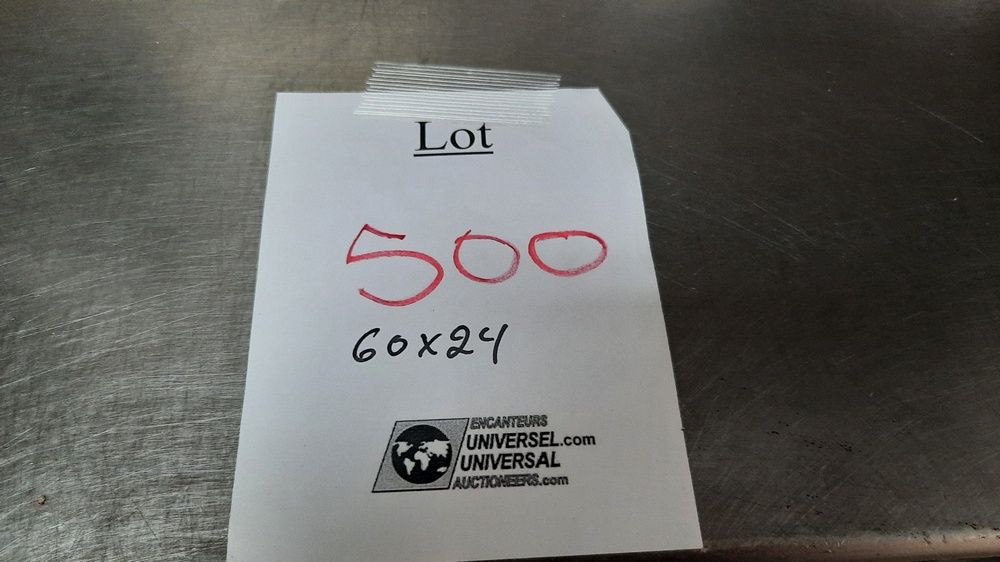 Lot
500
60x24
ENCANTEURS
UNIVERSEL.com
UNIVERSAL
AUCTIONEERS.com